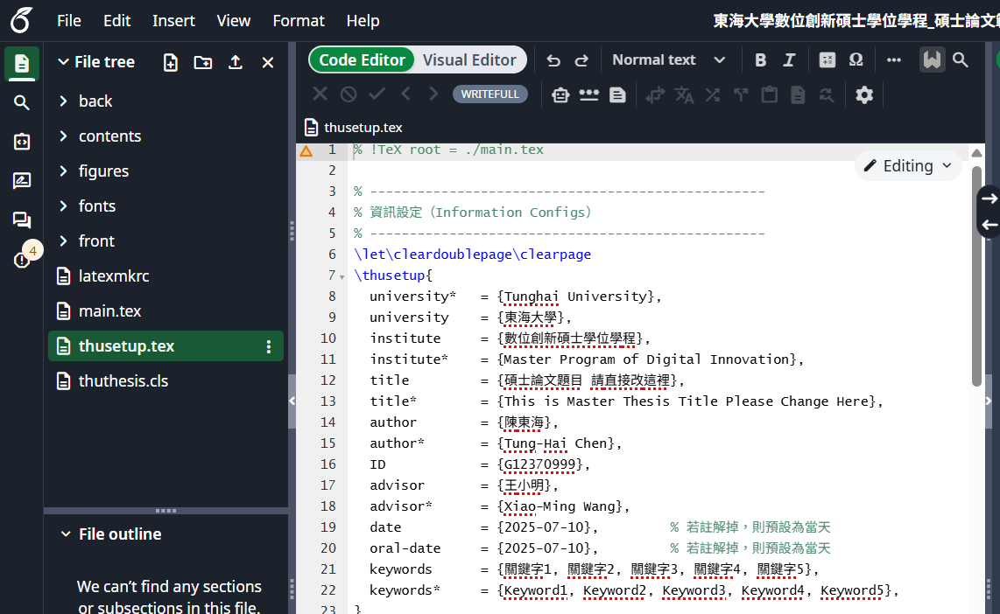 File Edit Insert View Format Help
東海大學數位創新碩士學位學程_碩士論文
File tree
Code Editor Visual Editor
Normal text
B I Ω
WRITEFULL
back
contents
figures
fonts
front
4
latexmkrc
main.tex
thusetup.tex
thuthesis.cls
File outline
We can't find any sections
or subsections in this file.
thusetup.tex
Editing
1 % !TeX root = ./main.tex
2
3 % --------------------------------------------------
4 % 資訊設定（Information Configs）
5 % --------------------------------------------------
6 \let\cleardoublepage\clearpage
7 \thusetup{
8 university* = {Tunghai University},
9 university = {東海大學},
10 institute = {數位創新碩士學位學程},
11 institute* = {Master Program of Digital Innovation},
12 title = {碩士論文題目 請直接改這裡},
13 title* = {This is Master Thesis Title Please Change Here},
14 author = {陳東海},
15 author* = {Tung-Hai Chen},
16 ID = {G12370999},
17 advisor = {王小明},
18 advisor* = {Xiao-Ming Wang},
19 date = {2025-07-10}, % 若註解掉，則預設為當天
20 oral-date = {2025-07-10}, % 若註解掉，則預設為當天
21 keywords = {關鍵字1, 關鍵字2, 關鍵字3, 關鍵字4, 關鍵字5},
22 keywords* = {Keyword1, Keyword2, Keyword3, Keyword4, Keyword5},
23 }